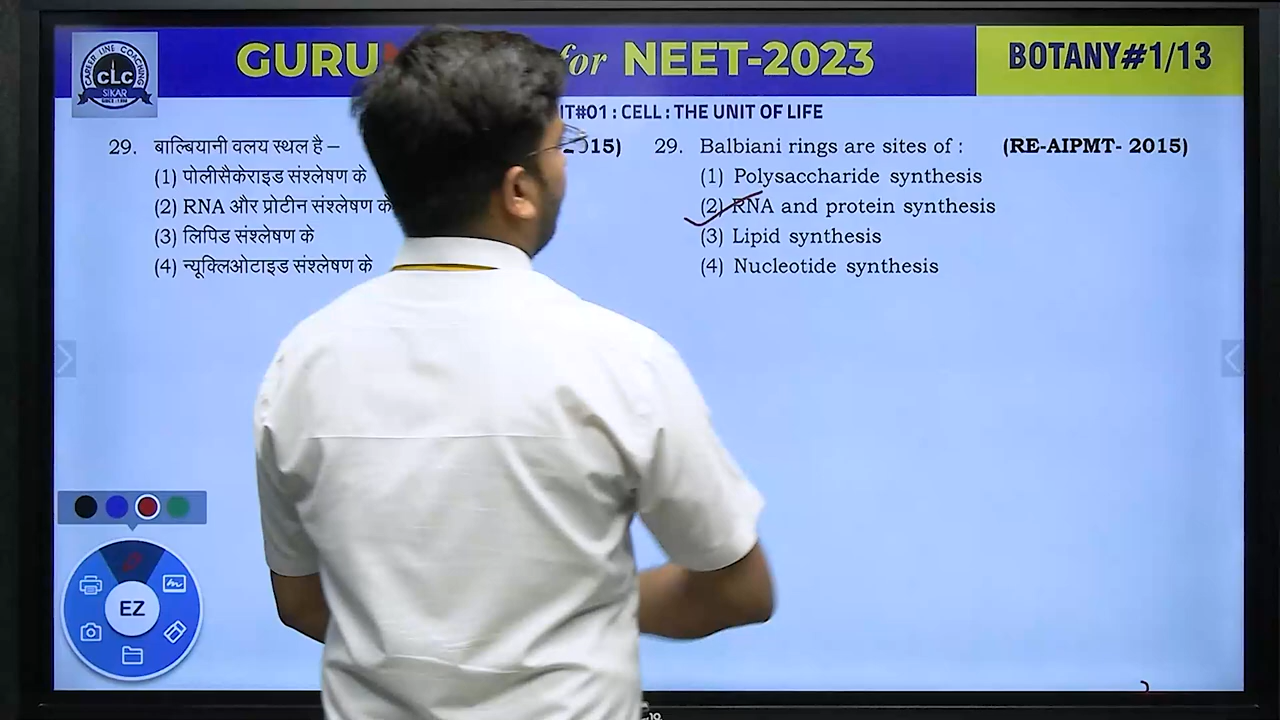 CAREER LINE COACHING
CLC
SIKAR
SINCE : 1996
GURU for NEET-2023
BOTANY#1/13
IT#01 : CELL : THE UNIT OF LIFE
29. बाल्बियानी वलय स्थल है – 2015)
(1) पोलीसैकेराइड संश्लेषण के
(2) RNA और प्रोटीन संश्लेषण के
(3) लिपिड संश्लेषण के
(4) न्यूक्लिओटाइड संश्लेषण के
29. Balbiani rings are sites of : (RE-AIPMT- 2015)
(1) Polysaccharide synthesis
(2) RNA and protein synthesis
(3) Lipid synthesis
(4) Nucleotide synthesis
EZ